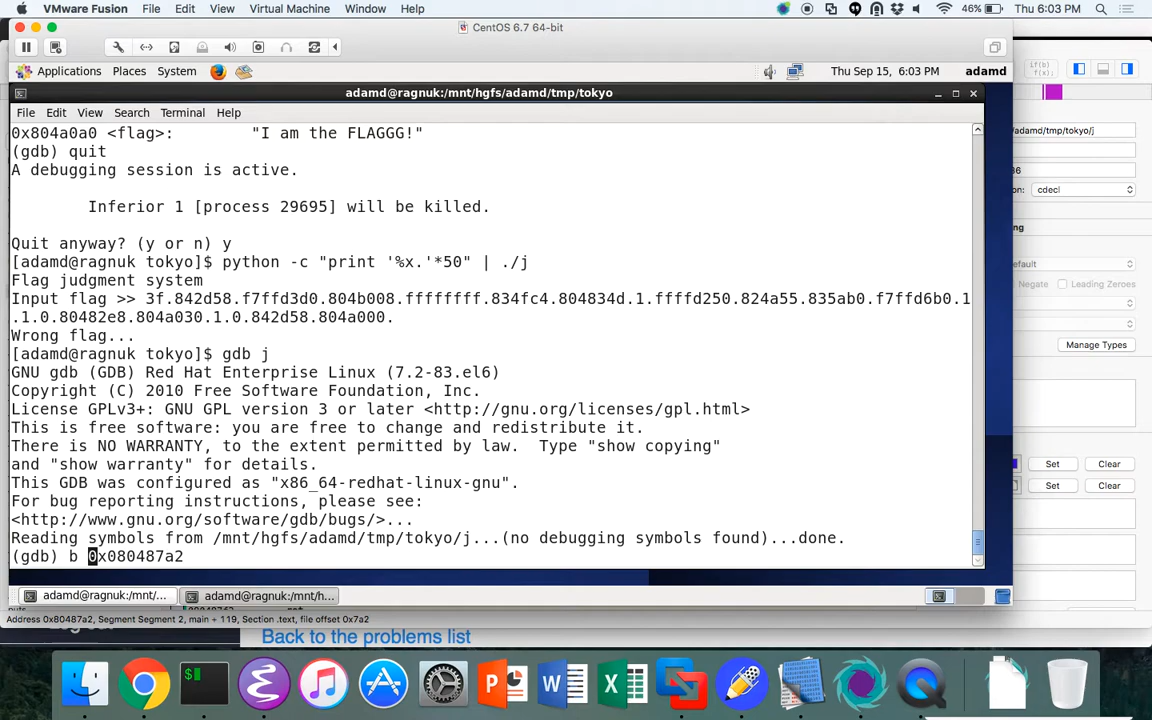 VMware Fusion File Edit View Virtual Machine Window Help 46% Thu 6:03 PM
CentOS 6.7 64-bit
Applications Places System Thu Sep 15, 6:03 PM adamd
if(b)
f(x);
adamd@ragnuk:/mnt/hgfs/adamd/tmp/tokyo
File Edit View Search Terminal Help
0x804a0a0 <flag>: "I am the FLAGGG!"
(gdb) quit
A debugging session is active.
Inferior 1 [process 29695] will be killed.
Quit anyway? (y or n) y
[adamd@ragnuk tokyo]$ python -c "print '%x.'*50" | ./j
Flag judgment system
Input flag >> 3f.842d58.f7ffd3d0.804b008.ffffffff.834fc4.804834d.1.ffffd250.824a55.835ab0.f7ffd6b0.1
.1.0.80482e8.804a030.1.0.842d58.804a000.
Wrong flag...
[adamd@ragnuk tokyo]$ gdb j
GNU gdb (GDB) Red Hat Enterprise Linux (7.2-83.el6)
Copyright (C) 2010 Free Software Foundation, Inc.
License GPLv3+: GNU GPL version 3 or later <http://gnu.org/licenses/gpl.html>
This is free software: you are free to change and redistribute it.
There is NO WARRANTY, to the extent permitted by law. Type "show copying"
and "show warranty" for details.
This GDB was configured as "x86_64-redhat-linux-gnu".
For bug reporting instructions, please see:
<http://www.gnu.org/software/gdb/bugs/>...
Reading symbols from /mnt/hgfs/adamd/tmp/tokyo/j...(no debugging symbols found)...done.
(gdb) b 0x080487a2
/adamd/tmp/tokyo/j
cdecl
Negate Leading Zeroes
Manage Types
Set Clear
Set Clear
adamd@ragnuk:/mnt/... adamd@ragnuk:/mnt/h...
Address 0x80487a2, Segment Segment 2, main + 119, Section .text, file offset 0x7a2
Back to the problems list